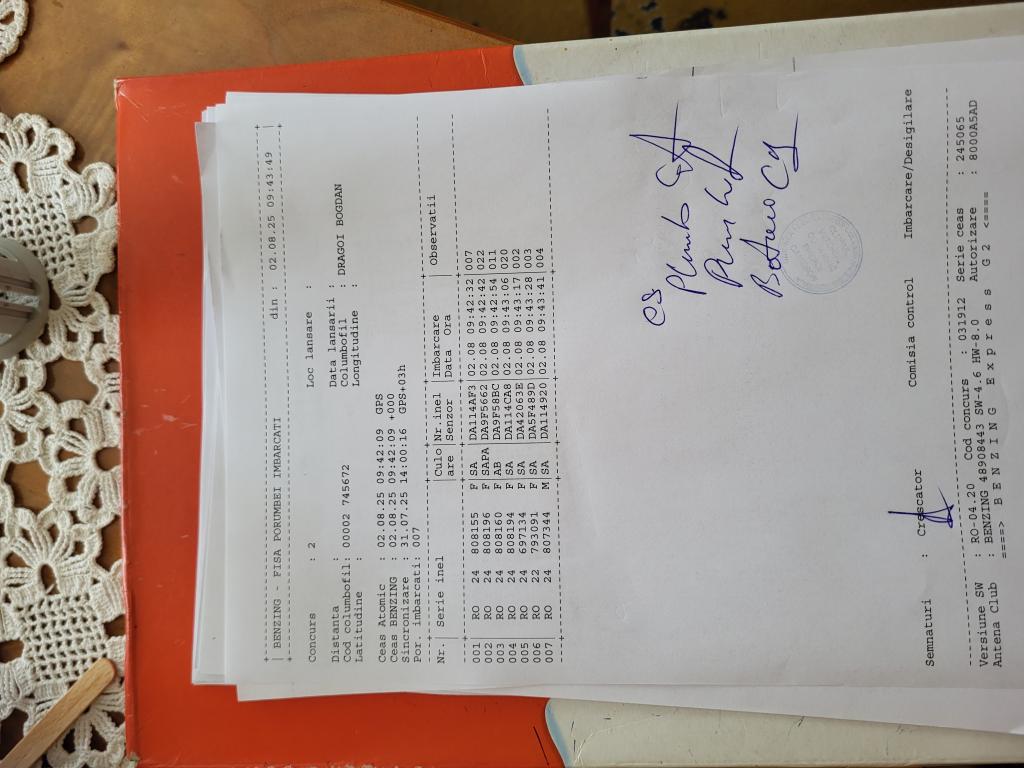 BENZING - FISA PORUMBEI IMBARCATI din : 02.08.25 09:43:49
Concurs : 2 Loc lansare :
Distanta : Data lansarii :
Cod columbofil: 00002 745672 Columbofil : DRAGOI BOGDAN
Latitudine : Longitudine :
Ceas Atomic : 02.08.25 09:42:09 GPS
Ceas BENZING : 02.08.25 09:42:09 +000
Sincronizare : 31.07.25 14:00:16 GPS+03h
Por. imbarcati: 007
Nr. | Serie inel | Culo | Nr.inel | Imbarcare | Observatii
are | Senzor | Data Ora
001 RO 24 808155 F SA DA114AF3 02.08 09:42:32 007
002 RO 24 808196 F SAPA DA9F5662 02.08 09:42:42 022
003 RO 24 808160 F AB DA9F58BC 02.08 09:42:54 011
004 RO 24 808194 F SA DA114CA8 02.08 09:43:06 020
005 RO 24 697134 F SA DA42063E 02.08 09:43:17 002
006 RO 22 793091 F SA DA5F489D 02.08 09:43:28 003
007 RO 24 807344 M SA DA114920 02.08 09:43:41 004
CS
Semnaturi : Crescator Comisia control Imbarcare/Desigilare
Versiune SW : RO-04.20 Cod concurs : 031912 Serie ceas : 245065
Antena Club : BENZING 48908443 SW-4.6 HW-8.0 Autorizare : 8000A5AD
====> BENZING Express G2 <====